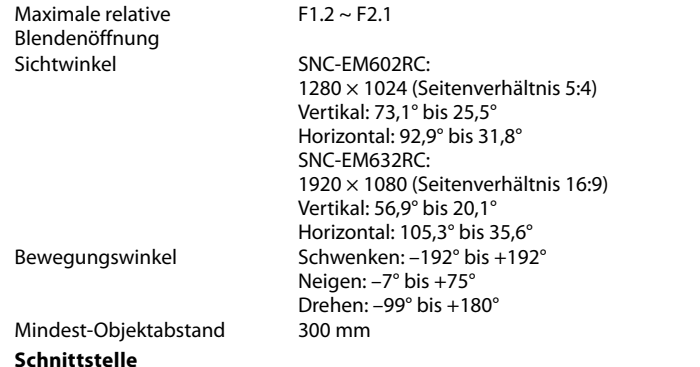 Maximale relative F1.2 ~ F2.1
Blendenöffnung
Sichtwinkel SNC-EM602RC:
1280 × 1024 (Seitenverhältnis 5:4)
Vertikal: 73,1° bis 25,5°
Horizontal: 92,9° bis 31,8°
SNC-EM632RC:
1920 × 1080 (Seitenverhältnis 16:9)
Vertikal: 56,9° bis 20,1°
Horizontal: 105,3° bis 35,6°
Bewegungswinkel Schwenken: –192° bis +192°
Neigen: –7° bis +75°
Drehen: –99° bis +180°
Mindest-Objektabstand 300 mm
Schnittstelle